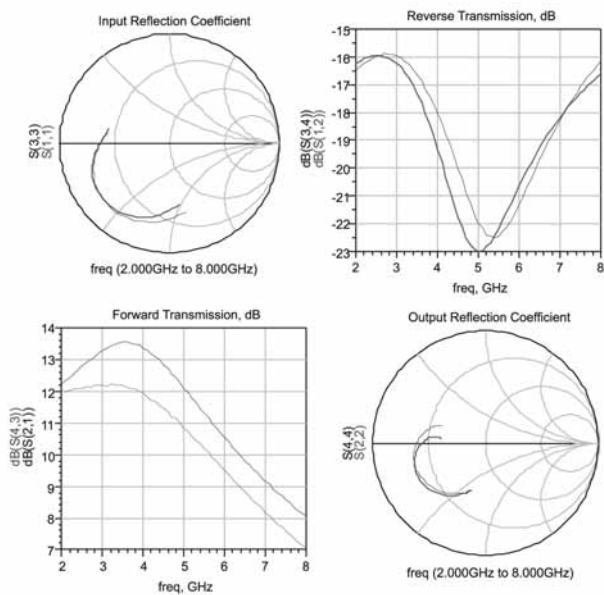 Input Reflection Coefficient
S(3,3)
S(1,1)
freq (2.000GHz to 8.000GHz)
Reverse Transmission, dB
dB(S(3,4))
dB(S(1,2))
-15
-16
-17
-18
-19
-20
-21
-22
-23
2 3 4 5 6 7 8
freq, GHz
Forward Transmission, dB
dB(S(4,3))
dB(S(2,1))
14
13
12
11
10
9
8
7
2 3 4 5 6 7 8
freq, GHz
Output Reflection Coefficient
S(4,4)
S(2,2)
freq (2.000GHz to 8.000GHz)